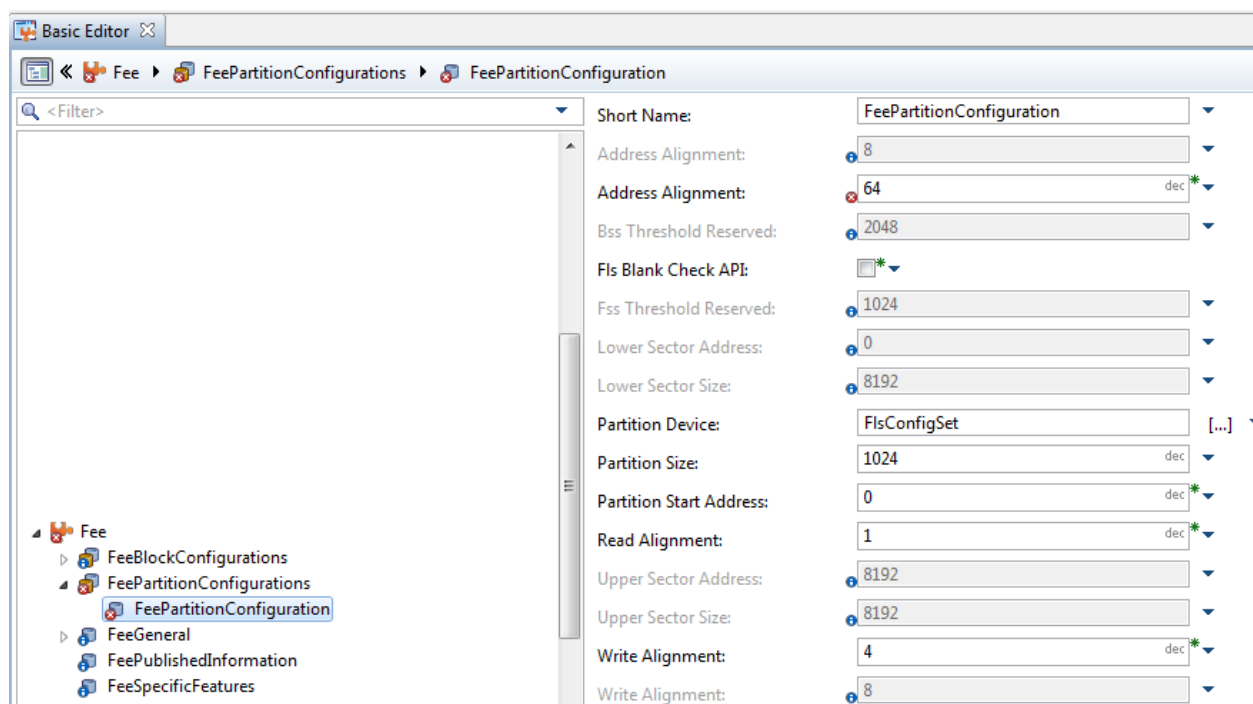 Basic Editor
Fee FeePartitionConfigurations FeePartitionConfiguration
<Filter>
Short Name: FeePartitionConfiguration
Address Alignment: 8
Address Alignment: 64 dec
Bss Threshold Reserved: 2048
Fls Blank Check API:
Fss Threshold Reserved: 1024
Lower Sector Address: 0
Lower Sector Size: 8192
Partition Device: FlsConfigSet [...]
Partition Size: 1024 dec
Partition Start Address: 0 dec
Read Alignment: 1 dec
Upper Sector Address: 8192
Upper Sector Size: 8192
Write Alignment: 4 dec
Write Alignment: 8
Fee
FeeBlockConfigurations
FeePartitionConfigurations
FeePartitionConfiguration
FeeGeneral
FeePublishedInformation
FeeSpecificFeatures